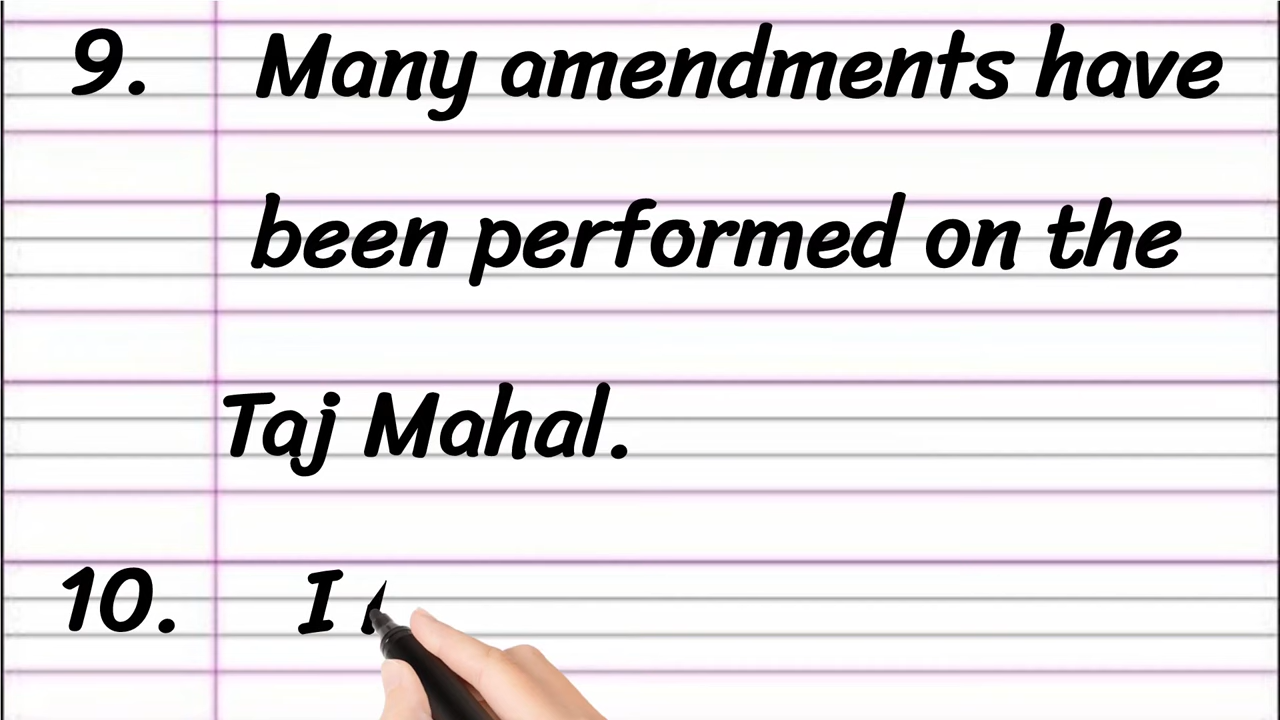 9. Many amendments have
been performed on the
Taj Mahal.
10. I